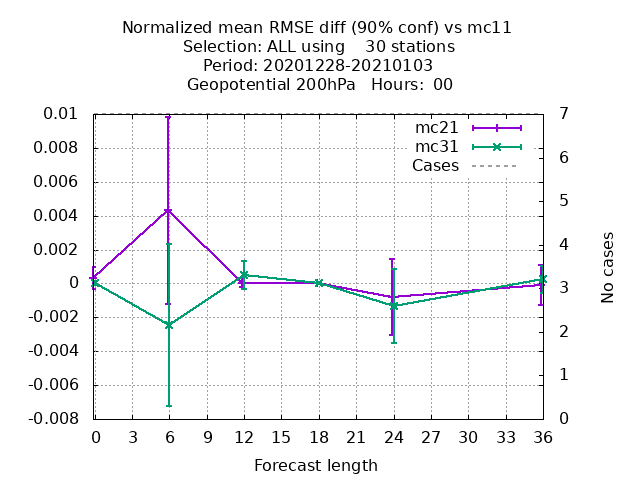 Normalized mean RMSE diff (90% conf) vs mc11
Selection: ALL using    30 stations
Period: 20201228-20210103
Geopotential 200hPa   Hours: 00
0.01
0.008
0.006
0.004
0.002
0
-0.002
-0.004
-0.006
-0.008
mc21
mc31
Cases
7
6
5
4
3
2
1
0
No cases
0 3 6 9 12 15 18 21 24 27 30 33 36
Forecast length